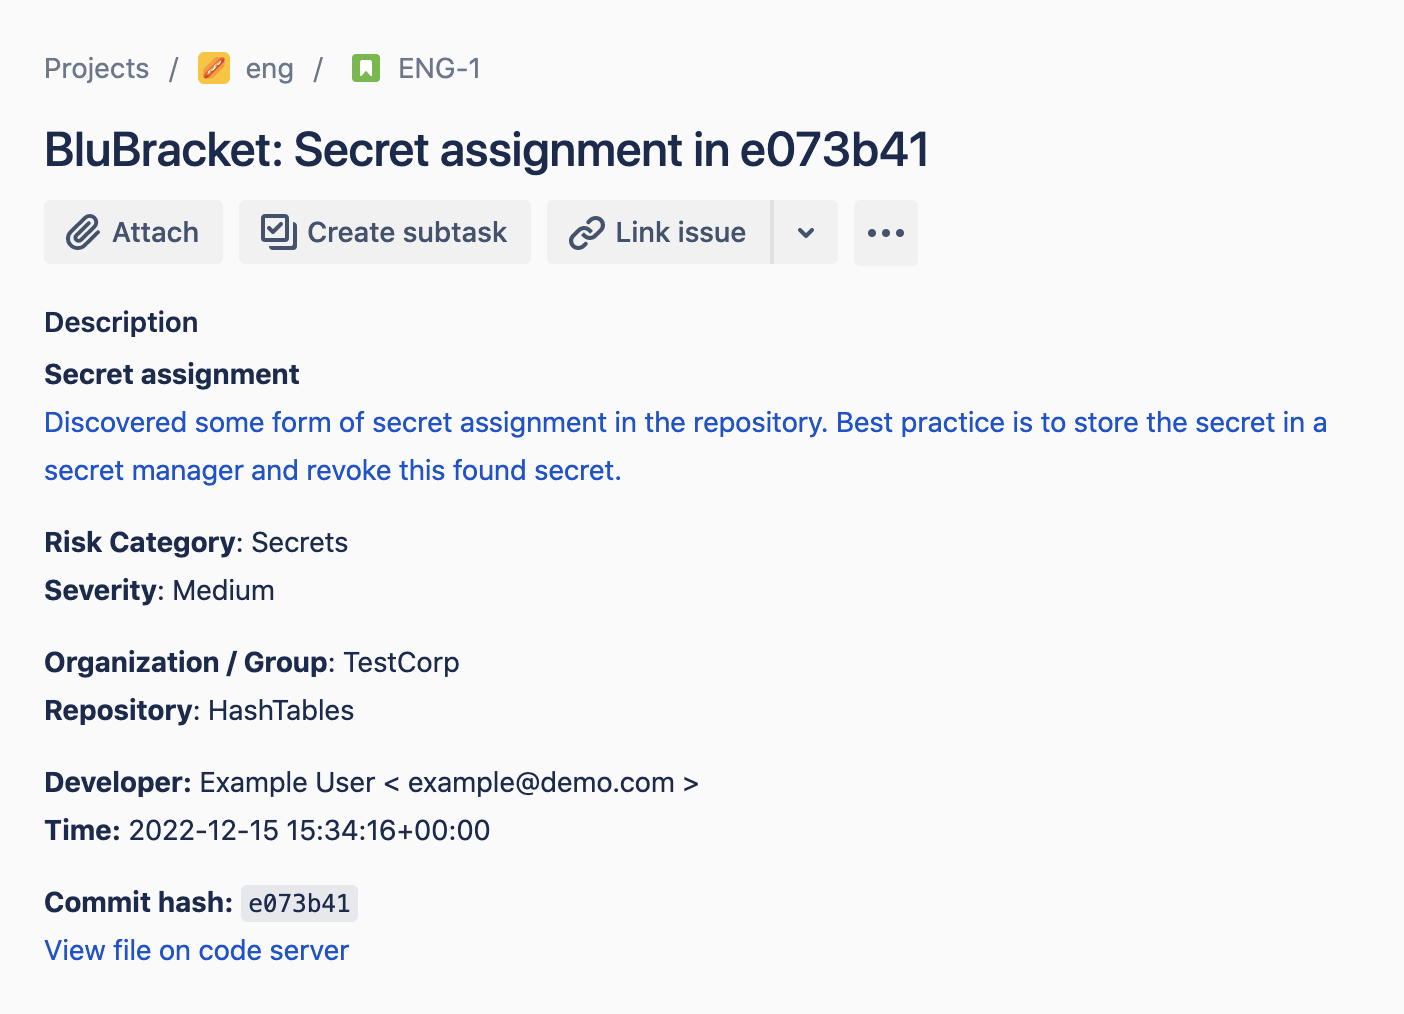 Projects / eng / ENG-1
BluBracket: Secret assignment in e073b41
Attach Create subtask Link issue
Description
Secret assignment
Discovered some form of secret assignment in the repository. Best practice is to store the secret in a
secret manager and revoke this found secret.
Risk Category: Secrets
Severity: Medium
Organization / Group: TestCorp
Repository: HashTables
Developer: Example User < example@demo.com >
Time: 2022-12-15 15:34:16+00:00
Commit hash: e073b41
View file on code server